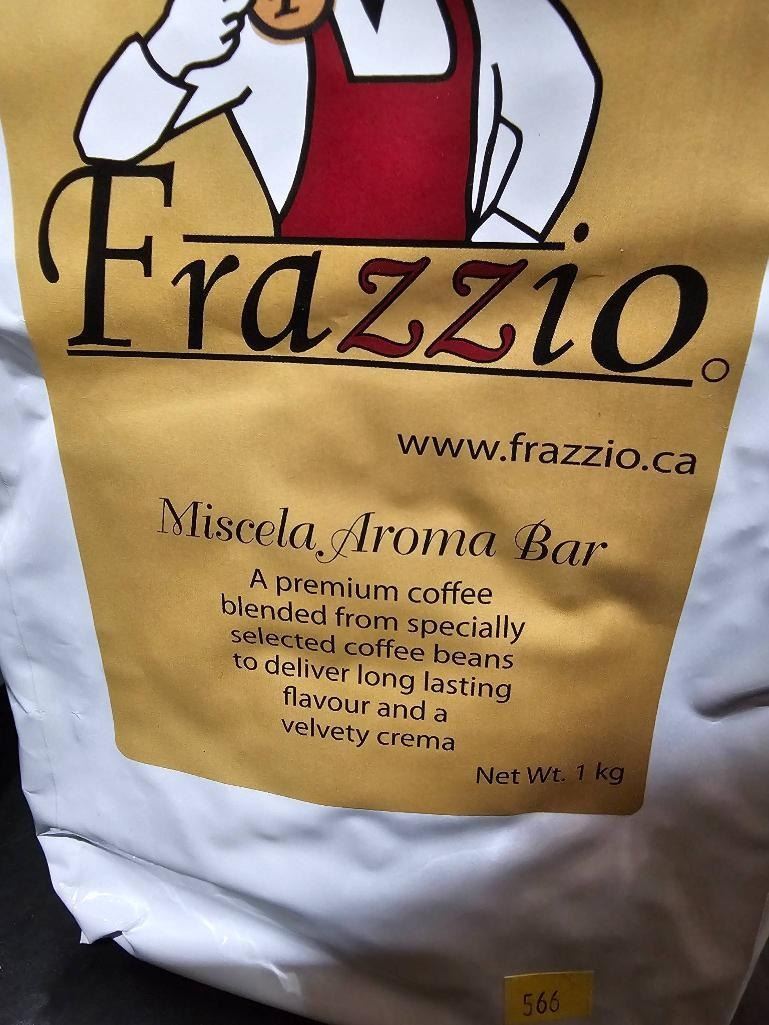 Frazzio
www.frazzio.ca
Miscela Aroma Bar
A premium coffee
blended from specially
selected coffee beans
to deliver long lasting
flavour and a
velvety crema
Net Wt. 1 kg
566